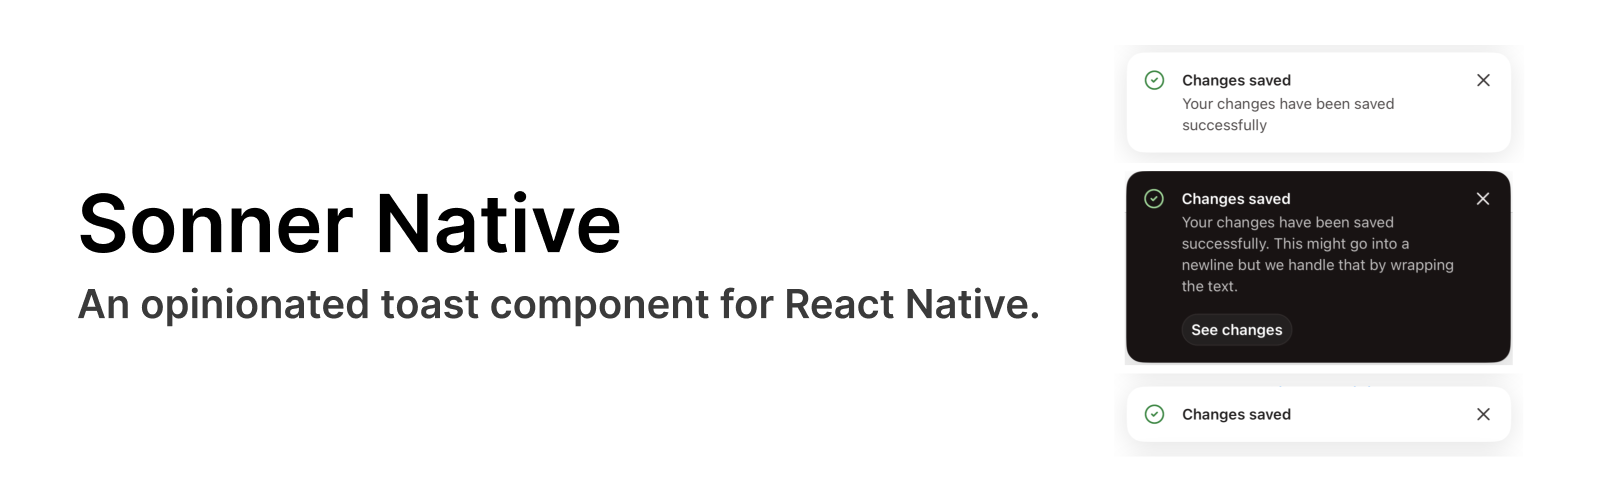 Sonner Native
An opinionated toast component for React Native.
Changes saved
Your changes have been saved
successfully
Changes saved
Your changes have been saved
successfully. This might go into a
newline but we handle that by wrapping
the text.
See changes
Changes saved